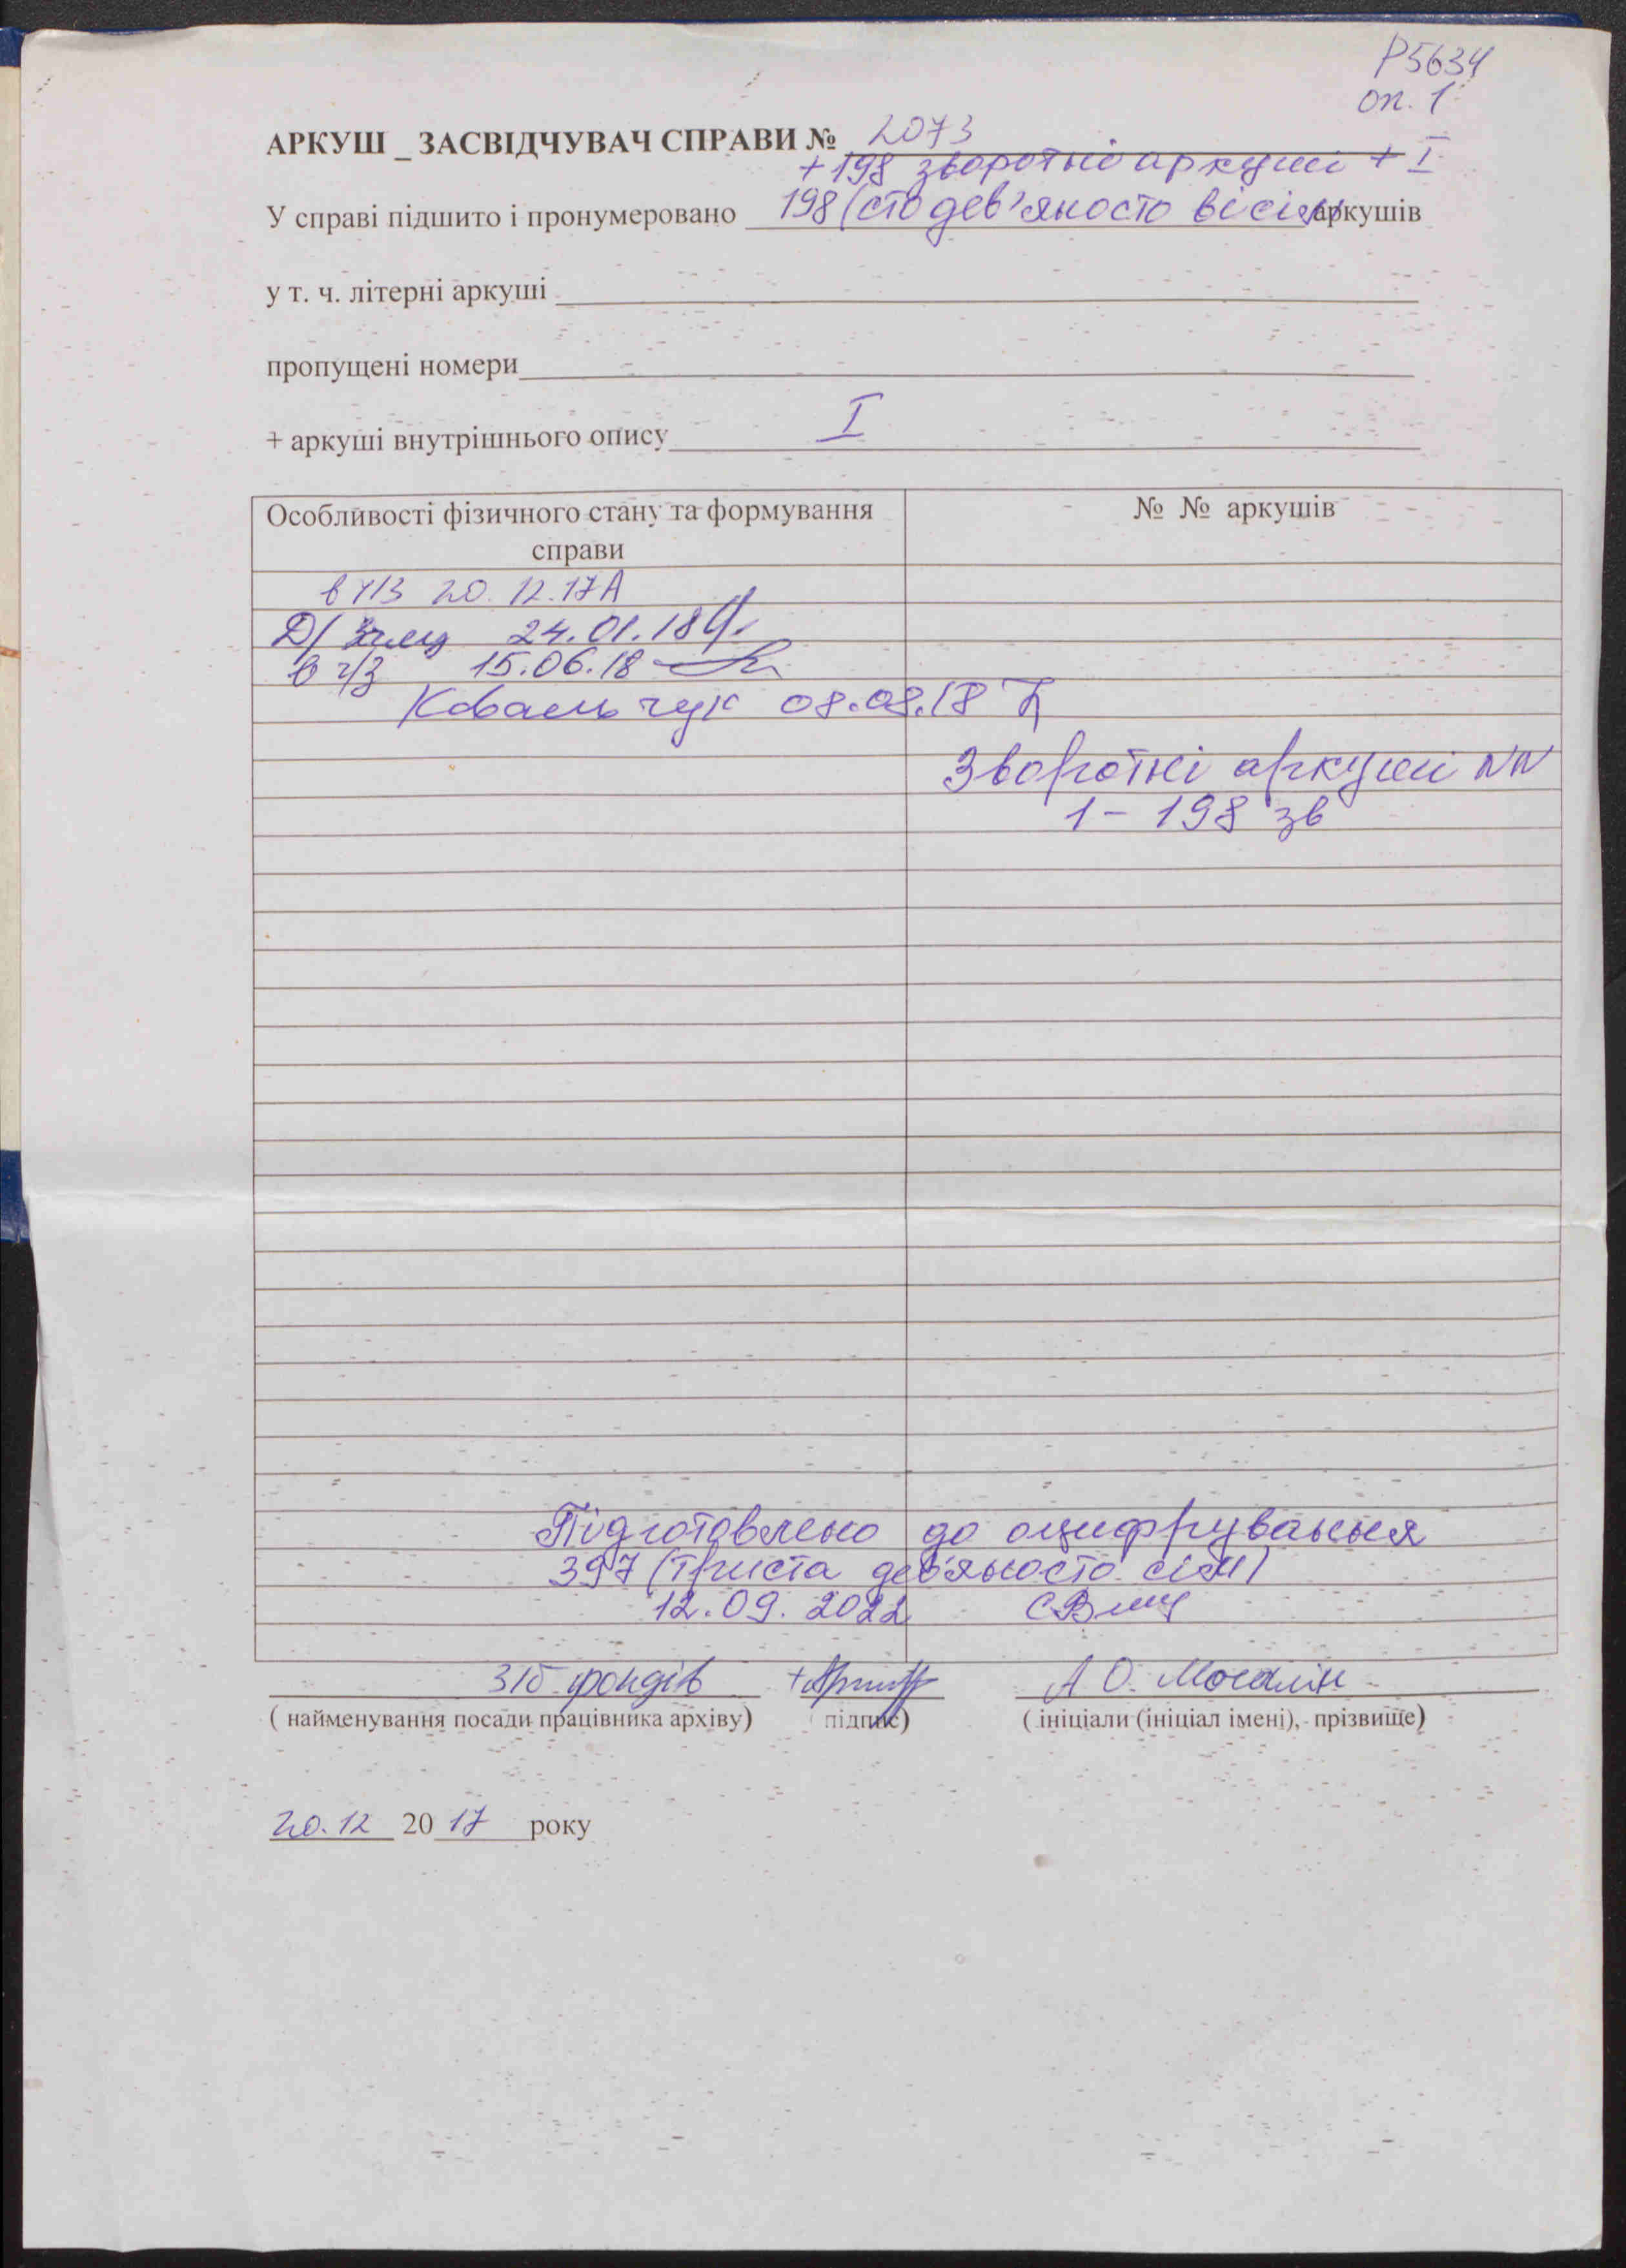 Р5634
оп. 1
АРКУШ _ ЗАСВІДЧУВАЧ СПРАВИ № 2073
+ 198 зворотні аркуші + I
У справі підшито і пронумеровано 198 (сто дев'яносто вісім) аркушів
у т. ч. літерні аркуші
пропущені номери
+ аркуші внутрішнього опису I
Особливості фізичного стану та формування справи
№ № аркушів
в ч/з 20.12.17
Д/ 24.01.18
в ч/з 15.06.18
Ковальчук 08.08.18
Зворотні аркуші NN
1 - 198 зв
Підготовлено до оцифрування
397 (триста дев'яносто сім)
12.09.2022
фондів А О.
( найменування посади працівника архіву) ( підпис) ( ініціали (ініціал імені), прізвище)
20.12 2017 року